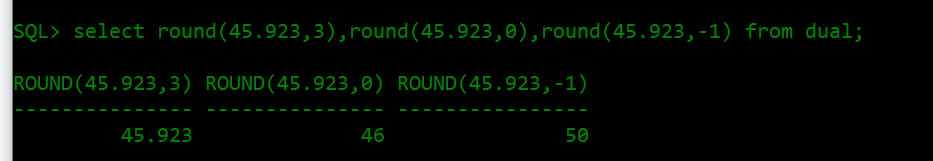 SQL> select round(45.923,3),round(45.923,0),round(45.923,-1) from dual;
ROUND(45.923,3) ROUND(45.923,0) ROUND(45.923,-1)
--------------- --------------- ----------------
45.923 46 50